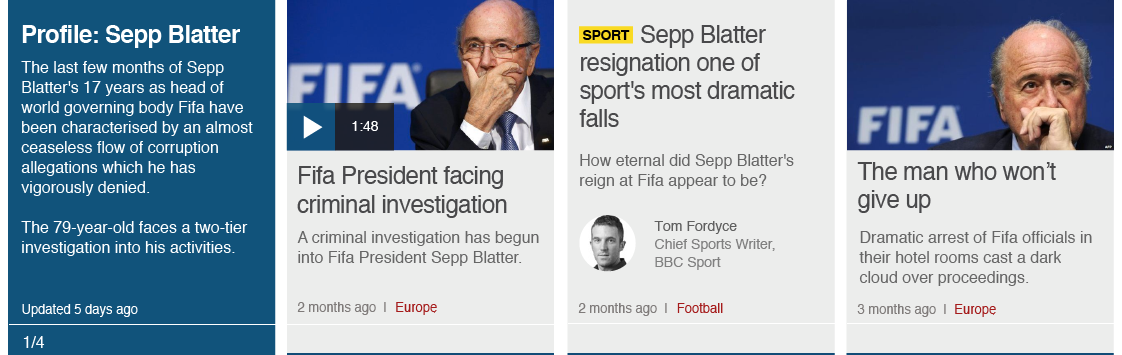 Profile: Sepp Blatter
The last few months of Sepp
Blatter's 17 years as head of
world governing body Fifa have
been characterised by an almost
ceaseless flow of corruption
allegations which he has
vigorously denied.
The 79-year-old faces a two-tier
investigation into his activities.
Updated 5 days ago
1/4
FIFA
1:48
Fifa President facing
criminal investigation
A criminal investigation has begun
into Fifa President Sepp Blatter.
2 months ago | Europe
SPORT Sepp Blatter
resignation one of
sport's most dramatic
falls
How eternal did Sepp Blatter's
reign at Fifa appear to be?
Tom Fordyce
Chief Sports Writer,
BBC Sport
2 months ago | Football
FIFA
AFP
The man who won’t
give up
Dramatic arrest of Fifa officials in
their hotel rooms cast a dark
cloud over proceedings.
3 months ago | Europe